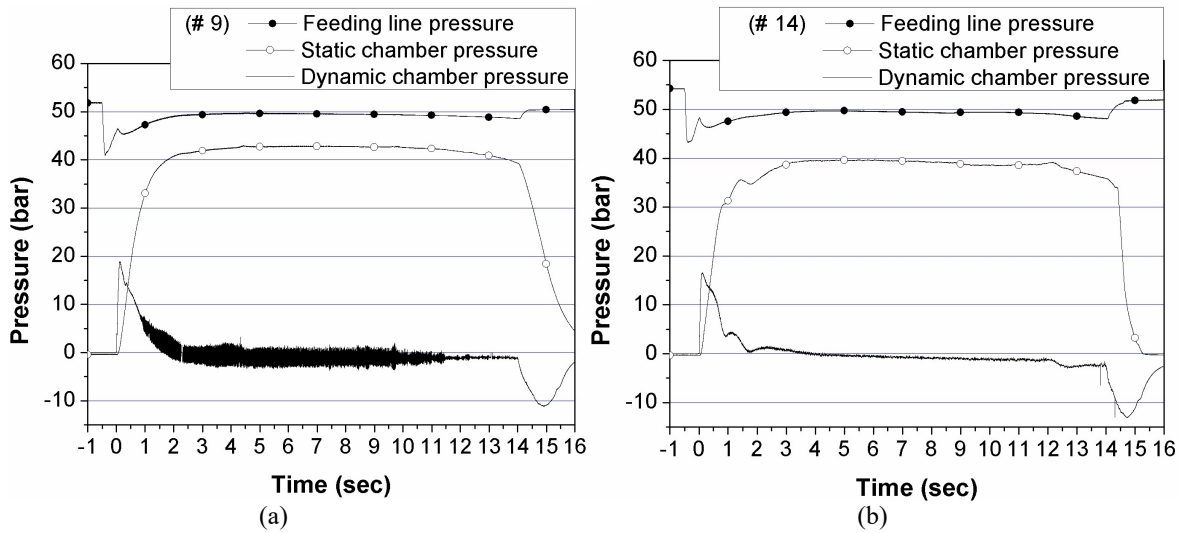 (# 9) Feeding line pressure
Static chamber pressure
Dynamic chamber pressure
60
50
40
30
20
10
0
-10
Pressure (bar)
-1 0 1 2 3 4 5 6 7 8 9 10 11 12 13 14 15 16
Time (sec)
(a)
(# 14) Feeding line pressure
Static chamber pressure
Dynamic chamber pressure
60
50
40
30
20
10
0
-10
Pressure (bar)
-1 0 1 2 3 4 5 6 7 8 9 10 11 12 13 14 15 16
Time (sec)
(b)